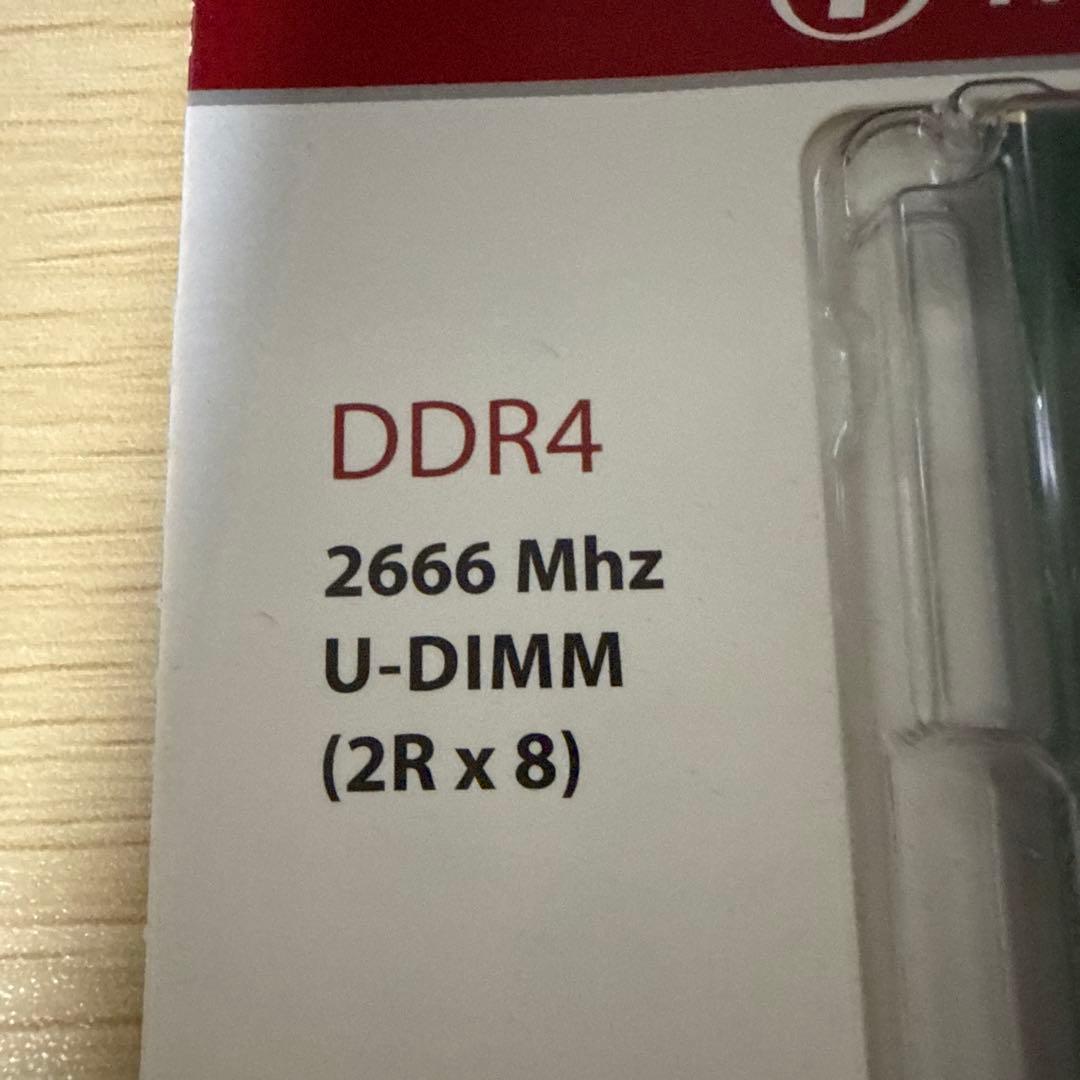 DDR4
2666 Mhz
U-DIMM
(2R x 8)